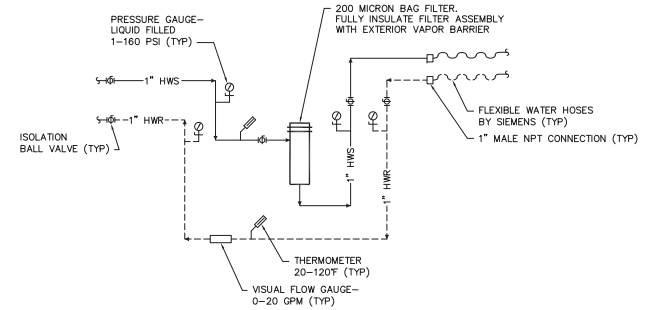 PRESSURE GAUGE-
LIQUID FILLED
1-160 PSI (TYP)
200 MICRON BAG FILTER.
FULLY INSULATE FILTER ASSEMBLY
WITH EXTERIOR VAPOR BARRIER
1" HWS
1" HWR
ISOLATION
BALL VALVE (TYP)
1" HWS
1" HWR
FLEXIBLE WATER HOSES
BY SIEMENS (TYP)
1" MALE NPT CONNECTION (TYP)
THERMOMETER
20-120°F (TYP)
VISUAL FLOW GAUGE-
0-20 GPM (TYP)